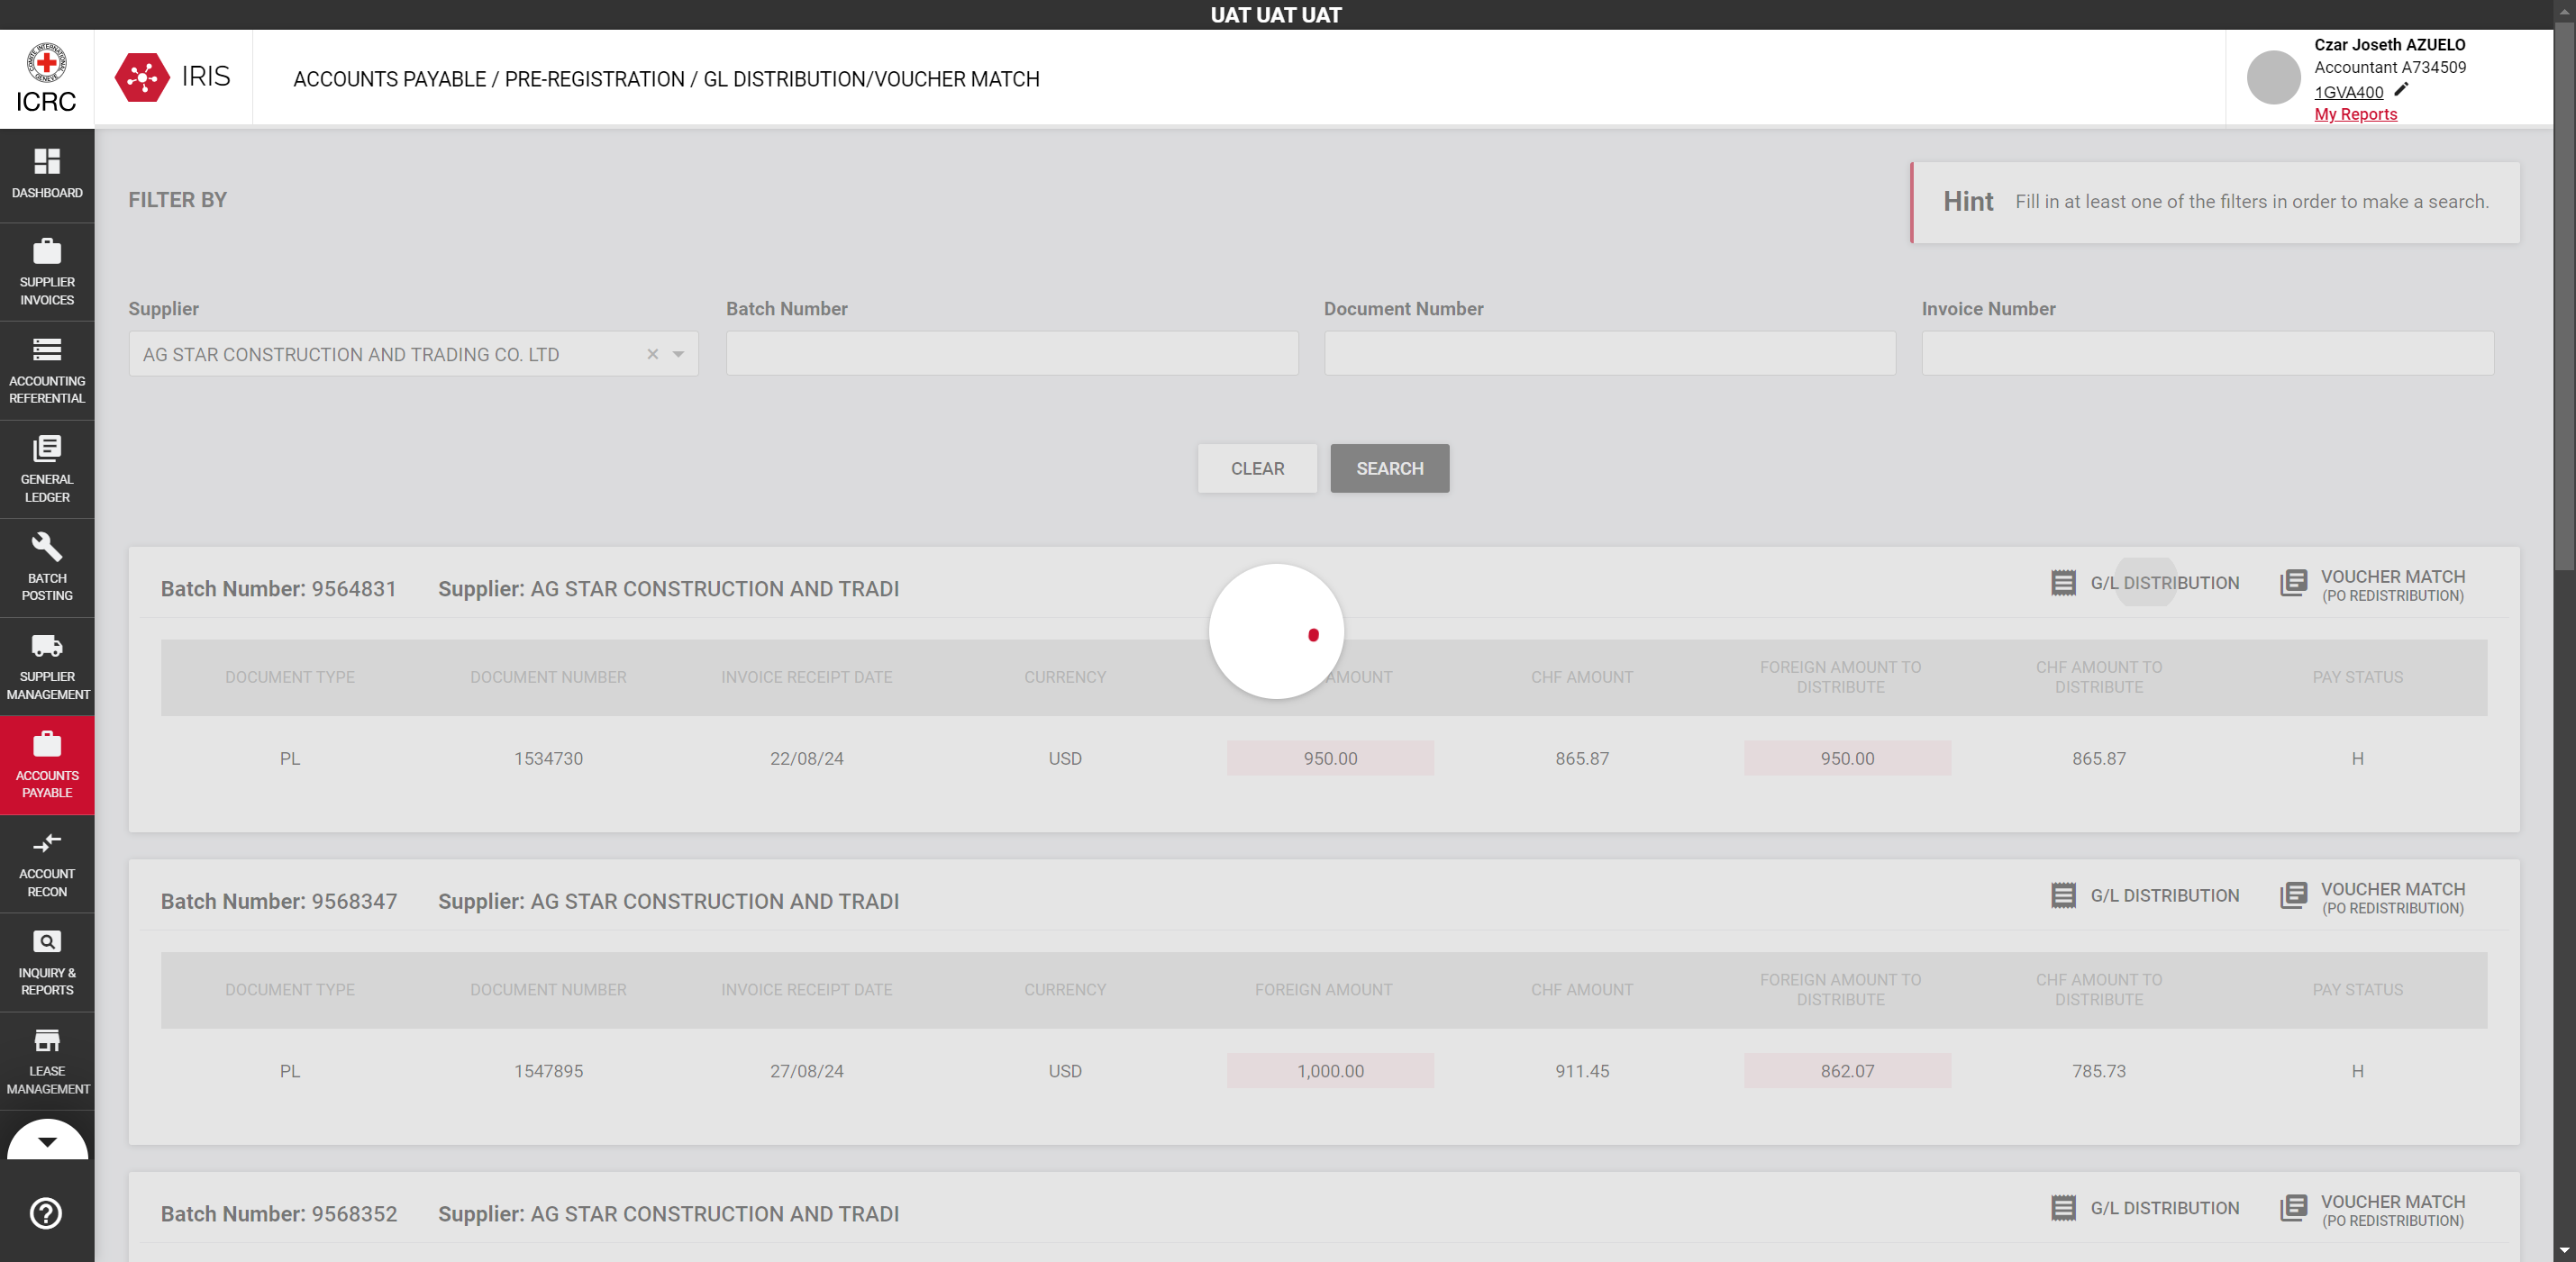 UAT UAT UAT
COMITE INTERNATIONAL GENEVE
ICRC
IRIS
ACCOUNTS PAYABLE / PRE-REGISTRATION / GL DISTRIBUTION/VOUCHER MATCH
Czar Joseth AZUELO
Accountant A734509
1GVA400
My Reports
DASHBOARD
SUPPLIER
INVOICES
ACCOUNTING
REFERENTIAL
GENERAL
LEDGER
BATCH
POSTING
SUPPLIER
MANAGEMENT
ACCOUNTS
PAYABLE
ACCOUNT
RECON
INQUIRY &
REPORTS
LEASE
MANAGEMENT
FILTER BY
Hint Fill in at least one of the filters in order to make a search.
Supplier Batch Number Document Number Invoice Number
AG STAR CONSTRUCTION AND TRADING CO. LTD
CLEAR SEARCH
Batch Number: 9564831 Supplier: AG STAR CONSTRUCTION AND TRADI G/L DISTRIBUTION VOUCHER MATCH
(PO REDISTRIBUTION)
DOCUMENT TYPE DOCUMENT NUMBER INVOICE RECEIPT DATE CURRENCY AMOUNT CHF AMOUNT FOREIGN AMOUNT TO DISTRIBUTE CHF AMOUNT TO DISTRIBUTE PAY STATUS
PL 1534730 22/08/24 USD 950.00 865.87 950.00 865.87 H
Batch Number: 9568347 Supplier: AG STAR CONSTRUCTION AND TRADI G/L DISTRIBUTION VOUCHER MATCH
(PO REDISTRIBUTION)
DOCUMENT TYPE DOCUMENT NUMBER INVOICE RECEIPT DATE CURRENCY FOREIGN AMOUNT CHF AMOUNT FOREIGN AMOUNT TO DISTRIBUTE CHF AMOUNT TO DISTRIBUTE PAY STATUS
PL 1547895 27/08/24 USD 1,000.00 911.45 862.07 785.73 H
Batch Number: 9568352 Supplier: AG STAR CONSTRUCTION AND TRADI G/L DISTRIBUTION VOUCHER MATCH
(PO REDISTRIBUTION)